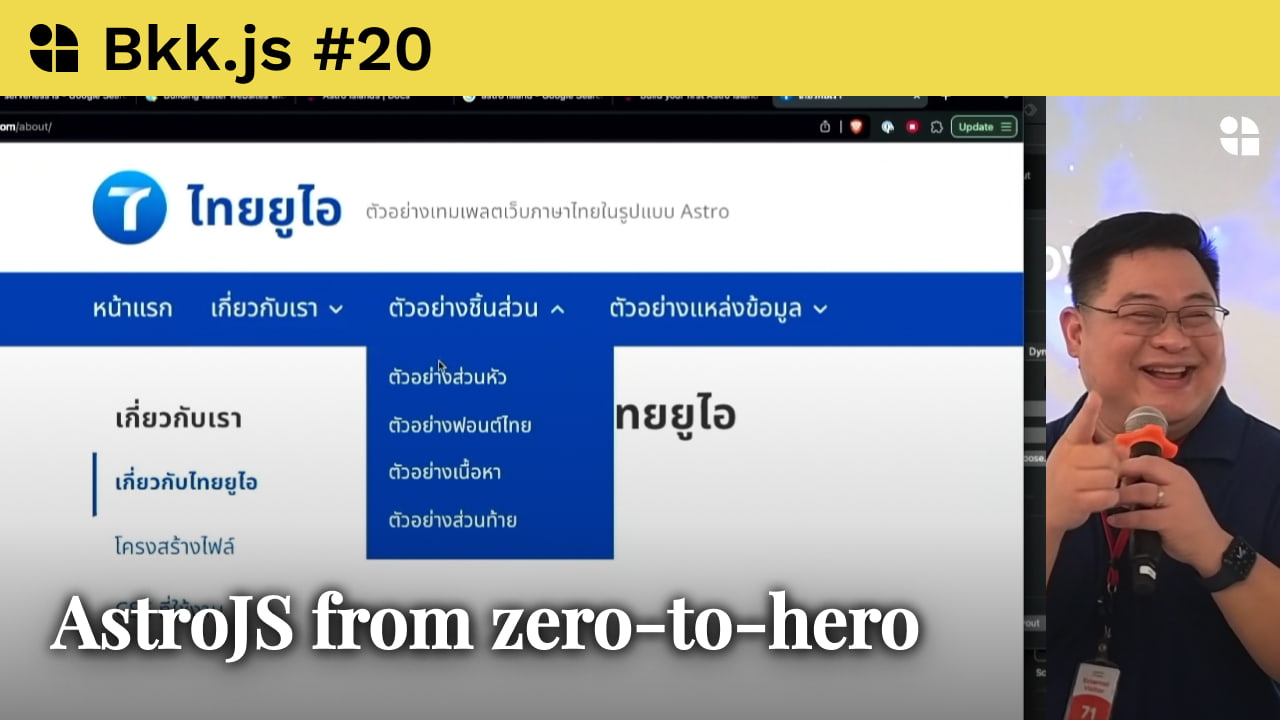 Bkk.js #20
Building faster websites w...
Astro Islands | Docs
astro island - Google Sear...
Build your first Astro Island
om/about/
Update
T ไทยยูไอ
ตัวอย่างเทมเพลตเว็บภาษาไทยในรูปแบบ Astro
หน้าแรก เกี่ยวกับเรา ตัวอย่างชิ้นส่วน ตัวอย่างแหล่งข้อมูล
ตัวอย่างส่วนหัว
ตัวอย่างฟอนต์ไทย
ตัวอย่างเนื้อหา
ตัวอย่างส่วนท้าย
เกี่ยวกับเรา
ทยยูไอ
เกี่ยวกับไทยยูไอ
โครงสร้างไฟล์
AstroJS from zero-to-hero
External
Visitor
71